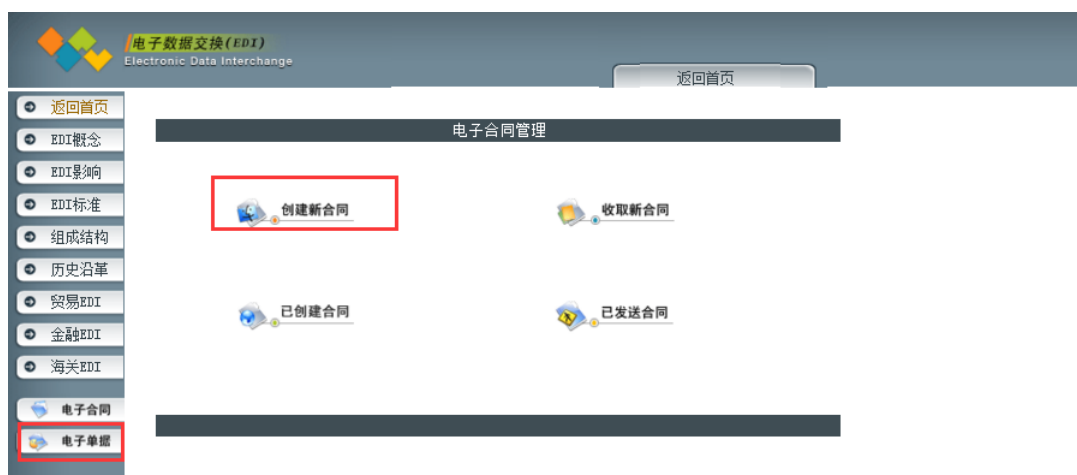 电子数据交换(EDI)
Electronic Data Interchange
返回首页
返回首页
EDI概念
EDI影响
EDI标准
组成结构
历史沿革
贸易EDI
金融EDI
海关EDI
电子合同
电子单据
电子合同管理
创建新合同
收取新合同
已创建合同
已发送合同